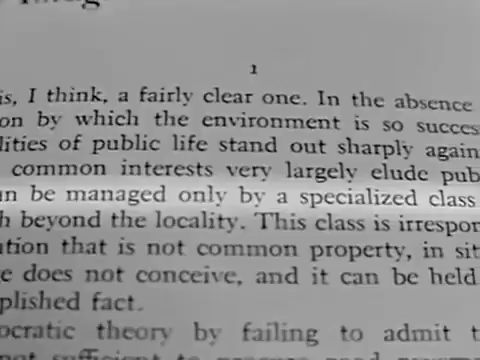 1
is, I think, a fairly clear one. In the absence
on by which the environment is so succes
lities of public life stand out sharply again
common interests very largely elude pub
n be managed only by a specialized class
h beyond the locality. This class is irrespon
ation that is not common property, in sit
e does not conceive, and it can be held
plished fact.
ocratic theory by failing to admit t
not sufficient to